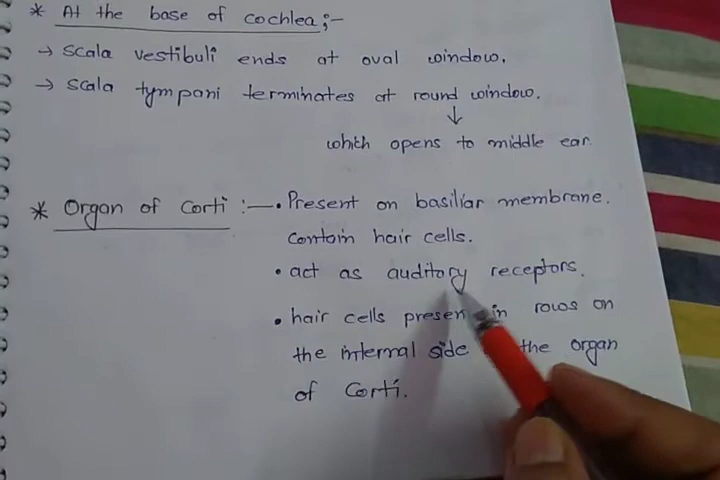 * At the base of cochlea;-
→ scala vestibuli ends at oval window.
→ scala tympani terminates at round window.
↓
which opens to middle ear.
* Organ of Corti :- • Present on basiliar membrane.
contain hair cells.
• act as auditory receptors.
• hair cells presen in rows on
the internal side the organ
of Corti.